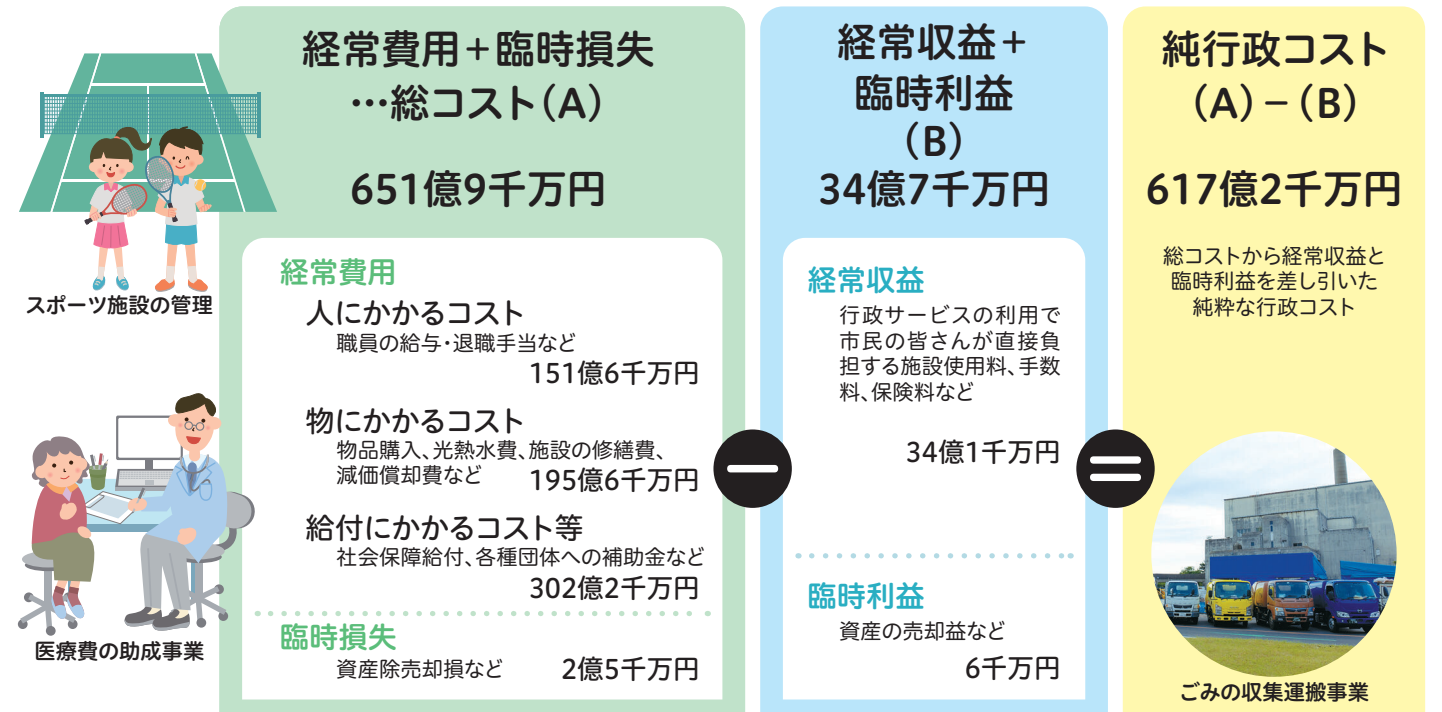 経常費用＋臨時損失
…総コスト（A）
651億9千万円
経常費用
人にかかるコスト
職員の給与・退職手当など
151億6千万円
物にかかるコスト
物品購入、光熱水費、施設の修繕費、
減価償却費など
195億6千万円
給付にかかるコスト等
社会保障給付、各種団体への補助金など
302億2千万円
臨時損失
資産除売却損など
2億5千万円
スポーツ施設の管理
医療費の助成事業
－
経常収益＋
臨時利益
（B）
34億7千万円
経常収益
行政サービスの利用で
市民の皆さんが直接負
担する施設使用料、手数
料、保険料など
34億1千万円
臨時利益
資産の売却益など
6千万円
＝
純行政コスト
（A）－（B）
617億2千万円
総コストから経常収益と
臨時利益を差し引いた
純粋な行政コスト
ごみの収集運搬事業